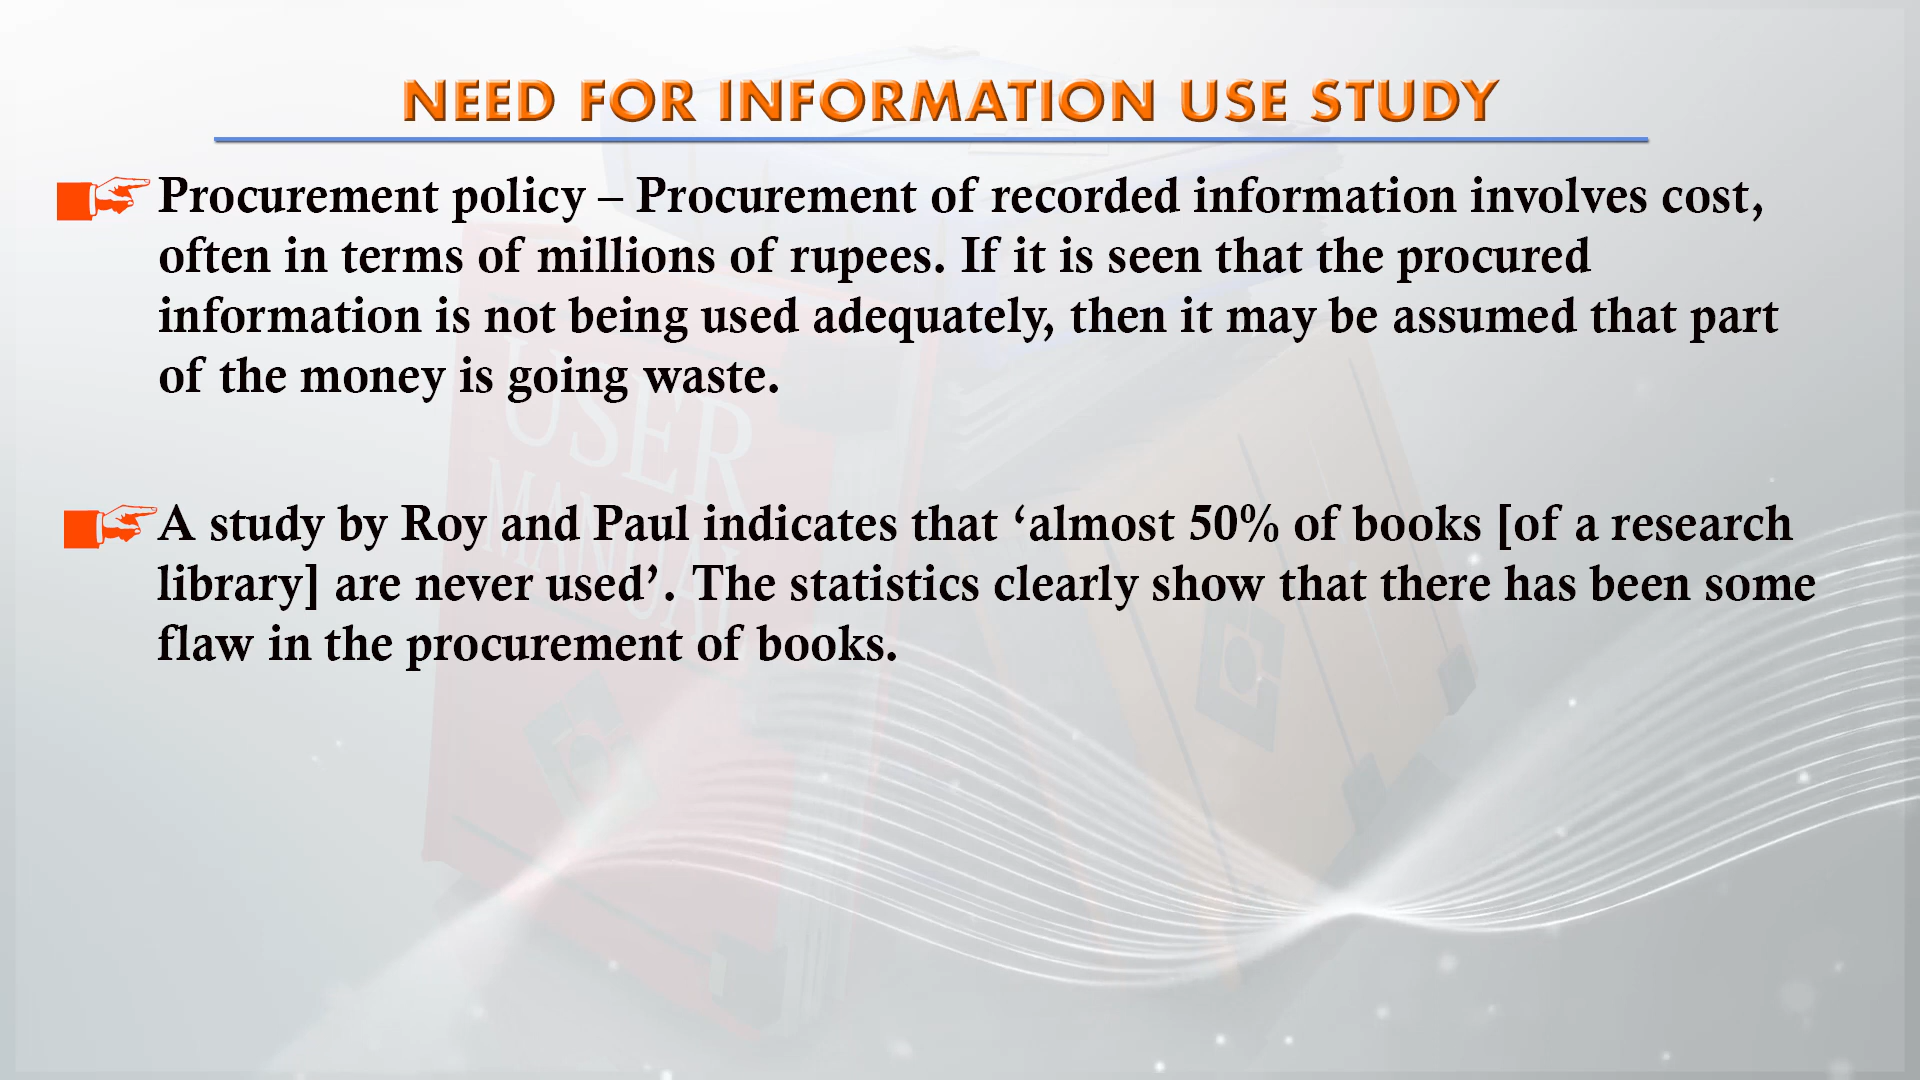 NEED FOR INFORMATION USE STUDY
Procurement policy – Procurement of recorded information involves cost,
often in terms of millions of rupees. If it is seen that the procured
information is not being used adequately, then it may be assumed that part
of the money is going waste.
A study by Roy and Paul indicates that ‘almost 50% of books [of a research
library] are never used’. The statistics clearly show that there has been some
flaw in the procurement of books.
USER
MANUAL